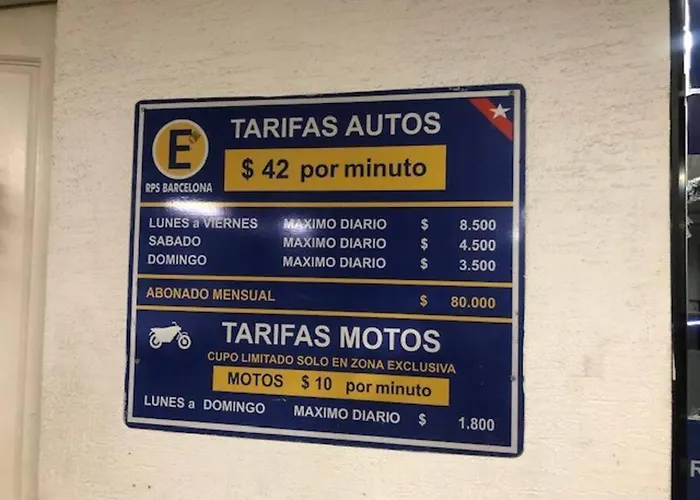 E
RPS BARCELONA
TARIFAS AUTOS
$ 42 por minuto
LUNES a VIERNES MAXIMO DIARIO $ 8.500
SABADO MAXIMO DIARIO $ 4.500
DOMINGO MAXIMO DIARIO $ 3.500
ABONADO MENSUAL $ 80.000
TARIFAS MOTOS
CUPO LIMITADO SOLO EN ZONA EXCLUSIVA
MOTOS $ 10 por minuto
LUNES a DOMINGO MAXIMO DIARIO $ 1.800